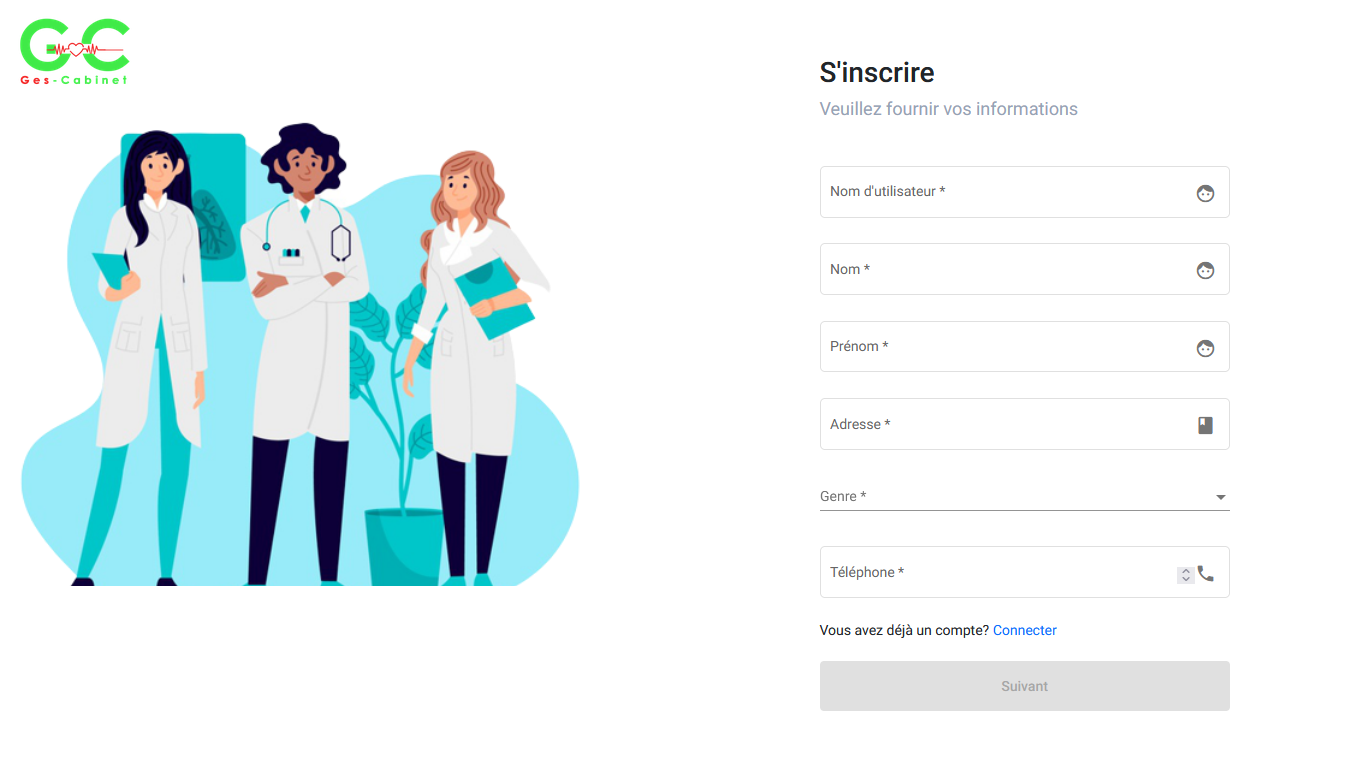 GC
Ges-Cabinet
S'inscrire
Veuillez fournir vos informations
Nom d'utilisateur *
Nom *
Prénom *
Adresse *
Genre *
Téléphone *
Vous avez déjà un compte? Connecter
Suivant